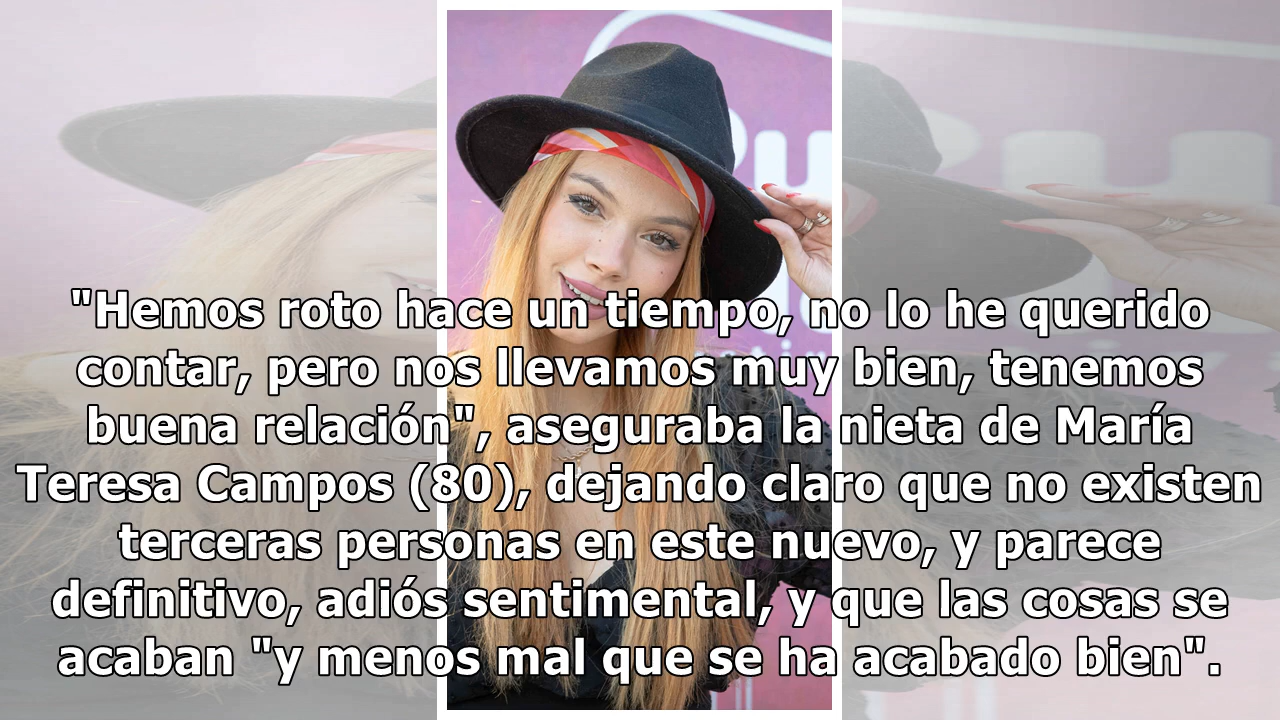 "Hemos roto hace un tiempo, no lo he querido
contar, pero nos llevamos muy bien, tenemos
buena relación", aseguraba la nieta de María
Teresa Campos (80), dejando claro que no existen
terceras personas en este nuevo, y parece
definitivo, adiós sentimental, y que las cosas se
acaban "y menos mal que se ha acabado bien".